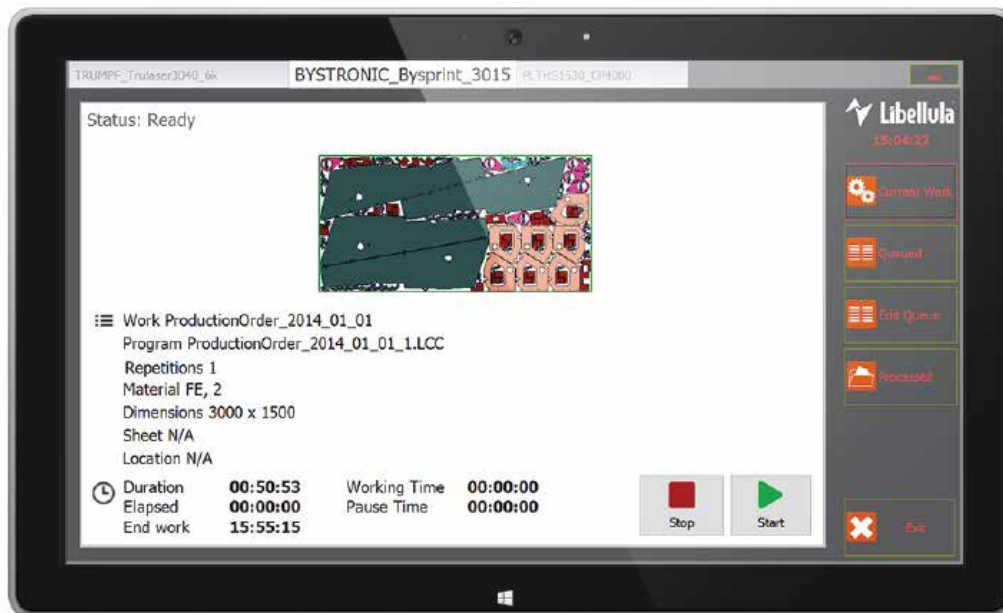 TRUMPF_Trulaser3040_6k BYSTRONIC_Bysprint_3015 PLTHS1530_CP4000
Status: Ready
Libellula
15:04:22
Current Work
Queued
Edit Queue
Processed
Work ProductionOrder_2014_01_01
Program ProductionOrder_2014_01_01_1.LCC
Repetitions 1
Material FE, 2
Dimensions 3000 x 1500
Sheet N/A
Location N/A
Duration 00:50:53 Working Time 00:00:00
Elapsed 00:00:00 Pause Time 00:00:00
End work 15:55:15
Stop
Start
Exit